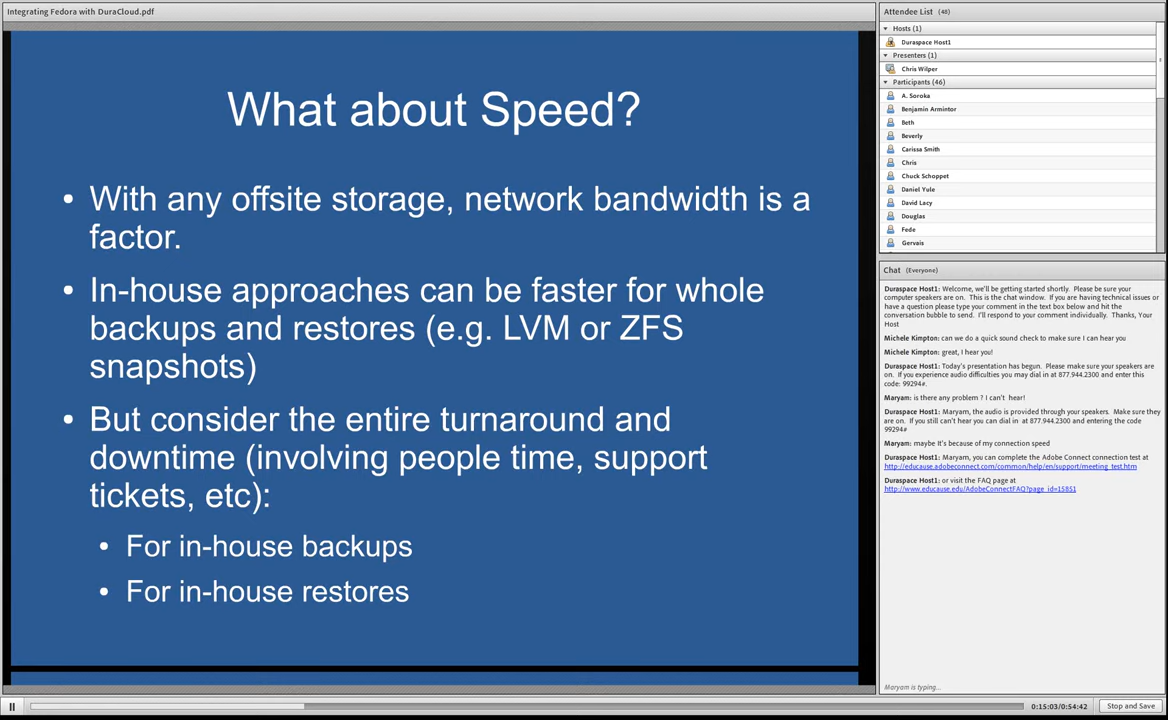 Integrating Fedora with DuraCloud.pdf
What about Speed?
• With any offsite storage, network bandwidth is a
factor.
• In-house approaches can be faster for whole
backups and restores (e.g. LVM or ZFS
snapshots)
• But consider the entire turnaround and
downtime (involving people time, support
tickets, etc):
• For in-house backups
• For in-house restores
Attendee List (48)
Hosts (1)
Duraspace Host1
Presenters (1)
Chris Wilper
Participants (46)
A. Soroka
Benjamin Armintor
Beth
Beverly
Carissa Smith
Chris
Chuck Schoppet
Daniel Yule
David Lacy
Douglas
Fede
Gervais
Chat (Everyone)
Duraspace Host1: Welcome, we'll be getting started shortly. Please be sure your
computer speakers are on. This is the chat window. If you are having technical issues or
have a question please type your comment in the text box below and hit the
conversation bubble to send. I'll respond to your comment individually. Thanks, Your
Host
Michele Kimpton: can we do a quick sound check to make sure I can hear you
Michele Kimpton: great, I hear you!
Duraspace Host1: Today's presentation has begun. Please make sure your speakers are
on. If you experience audio difficulties you may dial in at 877.944.2300 and enter this
code: 99294#.
Maryam: is there any problem ? I can't hear!
Duraspace Host1: Maryam, the audio is provided through your speakers. Make sure they
are on. If you still can't hear you can dial in at 877.944.2300 and entering the code
99294#
Maryam: maybe It's because of my connection speed
Duraspace Host1: Maryam, you can complete the Adobe Connect connection test at
http://educause.adobeconnect.com/common/help/en/support/meeting_test.htm
Duraspace Host1: or visit the FAQ page at
http://www.educause.edu/AdobeConnectFAQ?page_id=15851
Maryam is typing...
0:15:03/0:54:42
Stop and Save